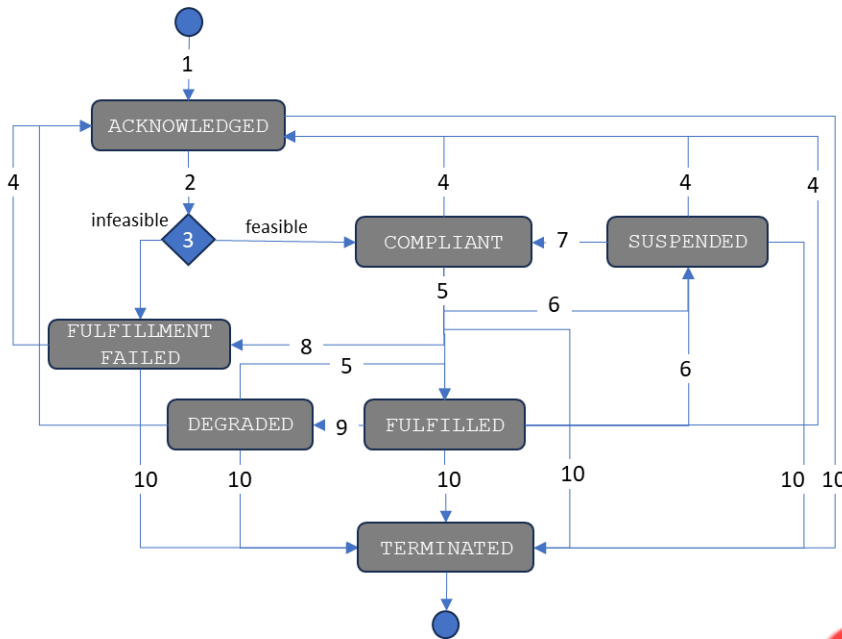 1
ACKNOWLEDGED
4
2
4
4
4
infeasible
3
feasible
COMPLIANT
7
SUSPENDED
5
6
FULFILLMENT
FAILED
8
5
6
DEGRADED
9
FULFILLED
10
10
10
10
10
10
TERMINATED